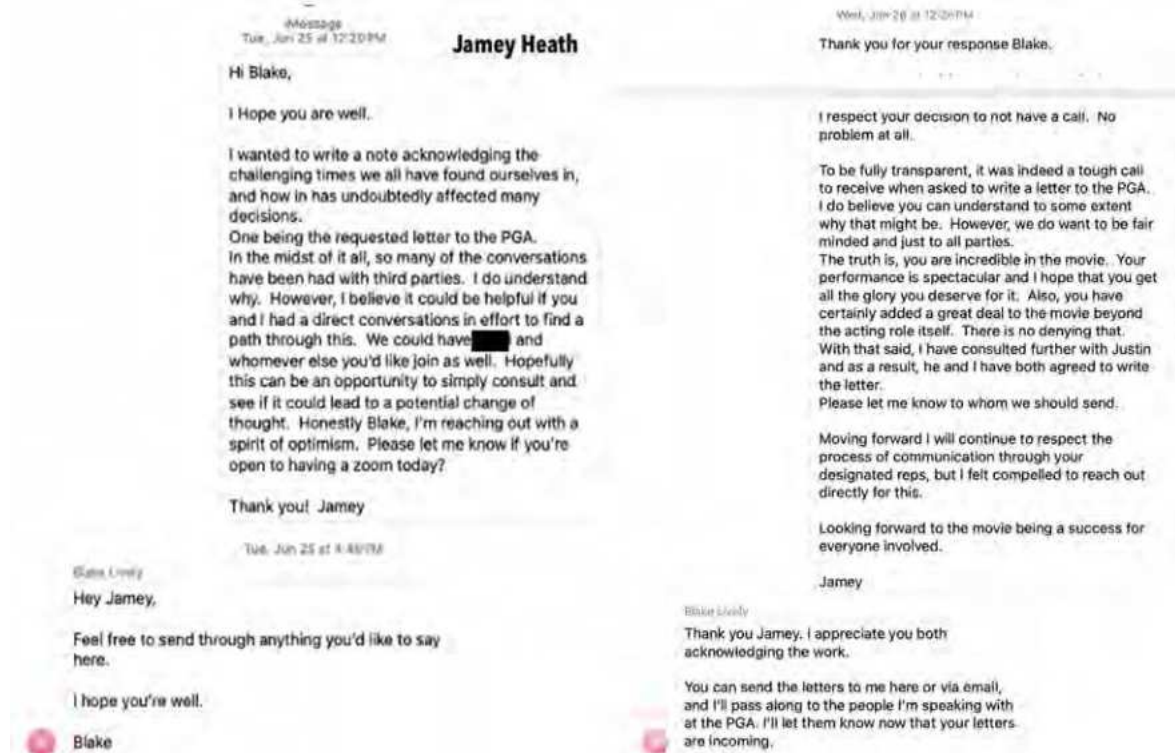 iMessage
Tue, Jun 25 at 12:20 PM
Jamey Heath
Hi Blake,
I Hope you are well.
I wanted to write a note acknowledging the
challenging times we all have found ourselves in,
and how in has undoubtedly affected many
decisions.
One being the requested letter to the PGA.
In the midst of it all, so many of the conversations
have been had with third parties. I do understand
why. However, I believe it could be helpful if you
and I had a direct conversations in effort to find a
path through this. We could have and
whomever else you'd like join as well. Hopefully
this can be an opportunity to simply consult and
see if it could lead to a potential change of
thought. Honestly Blake, I'm reaching out with a
spirit of optimism. Please let me know if you're
open to having a zoom today?
Thank you! Jamey
Tue, Jun 25 at
Blake Lively
Hey Jamey,
Feel free to send through anything you'd like to say
here.
I hope you're well.
Blake
Wed, Jun 26 at 12:26 PM
Thank you for your response Blake.
I respect your decision to not have a call. No
problem at all.
To be fully transparent, it was indeed a tough call
to receive when asked to write a letter to the PGA.
I do believe you can understand to some extent
why that might be. However, we do want to be fair
minded and just to all parties.
The truth is, you are incredible in the movie. Your
performance is spectacular and I hope that you get
all the glory you deserve for it. Also, you have
certainly added a great deal to the movie beyond
the acting role itself. There is no denying that.
With that said, I have consulted further with Justin
and as a result, he and I have both agreed to write
the letter.
Please let me know to whom we should send.
Moving forward I will continue to respect the
process of communication through your
designated reps, but I felt compelled to reach out
directly for this.
Looking forward to the movie being a success for
everyone involved.
Jamey
Blake Lively
Thank you Jamey. I appreciate you both
acknowledging the work.
You can send the letters to me here or via email,
and I'll pass along to the people I'm speaking with
at the PGA. I'll let them know now that your letters
are incoming.